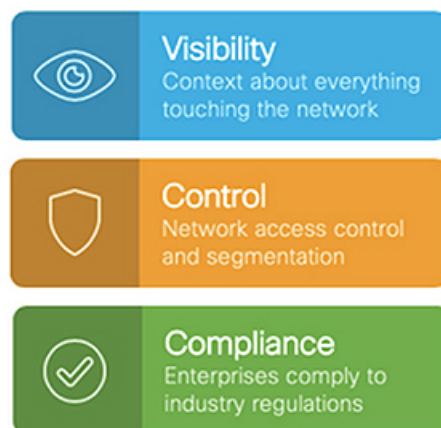 Visibility
Context about everything
touching the network
Control
Network access control
and segmentation
Compliance
Enterprises comply to
industry regulations